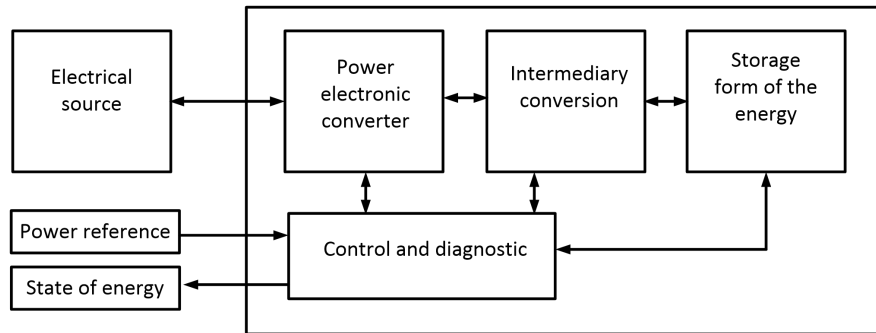 Electrical
source
Power
electronic
converter
Intermediary
conversion
Storage
form of the
energy
Power reference
Control and diagnostic
State of energy